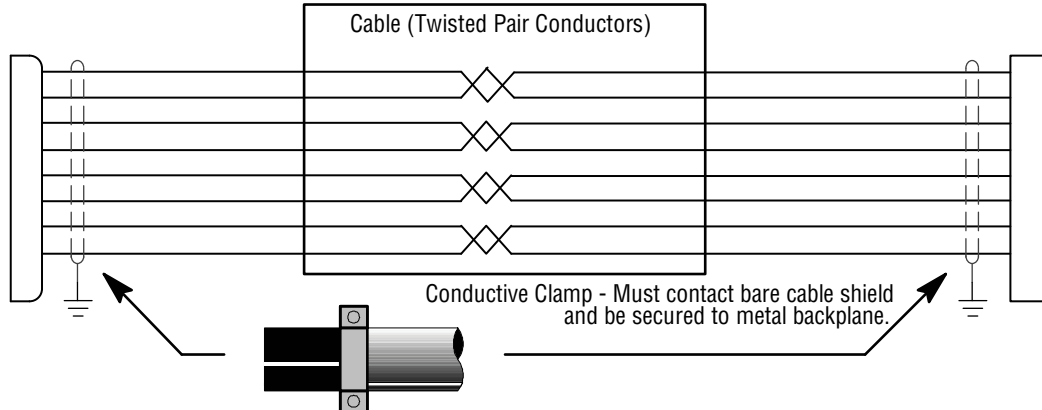 Cable (Twisted Pair Conductors)
Conductive Clamp - Must contact bare cable shield
and be secured to metal backplane.